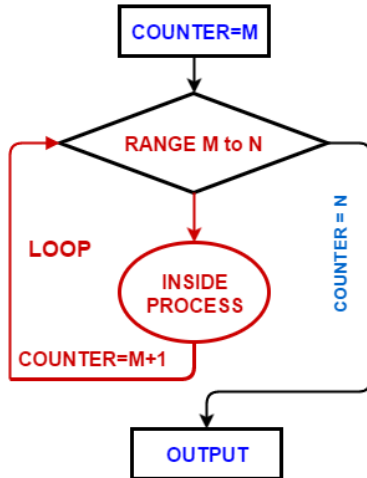 COUNTER=M
RANGE M to N
LOOP
INSIDE
PROCESS
COUNTER = N
COUNTER=M+1
OUTPUT